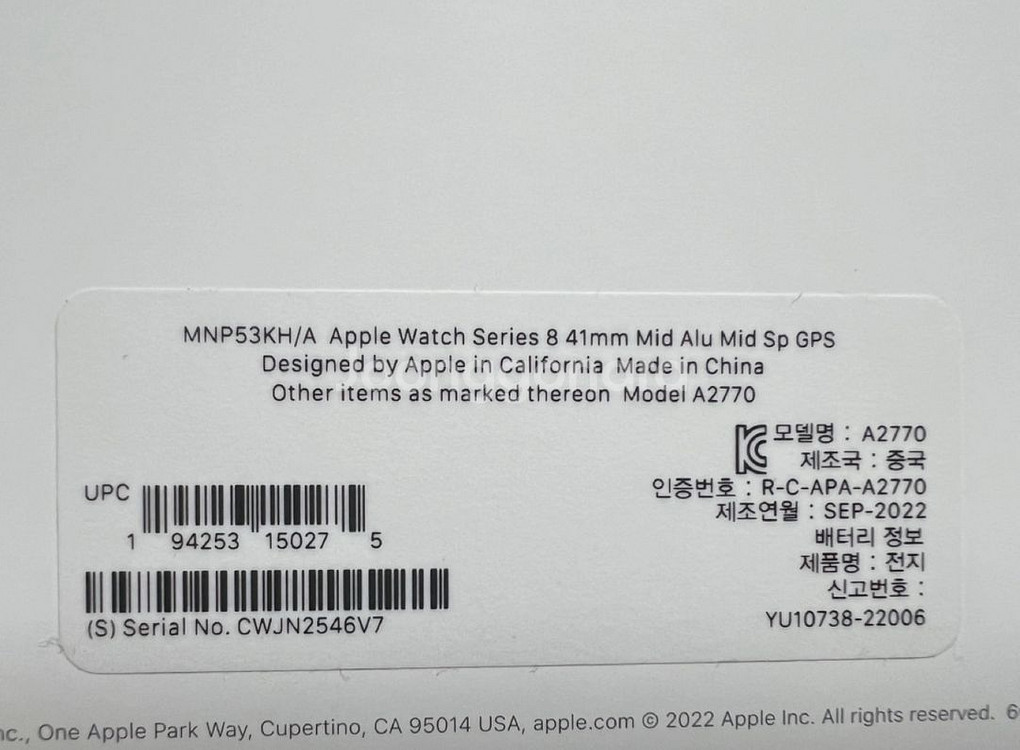 MNP53KH/A Apple Watch Series 8 41mm Mid Alu Mid Sp GPS
Designed by Apple in California Made in China
Other items as marked thereon Model A2770
모델명 : A2770
제조국 : 중국
인증번호 : R-C-APA-A2770
제조연월 : SEP-2022
배터리 정보
제품명 : 전지
신고번호 :
YU10738-22006
UPC
1 94253 15027 5
(S) Serial No. CWJN2546V7
nc., One Apple Park Way, Cupertino, CA 95014 USA, apple.com © 2022 Apple Inc. All rights reserved. 6